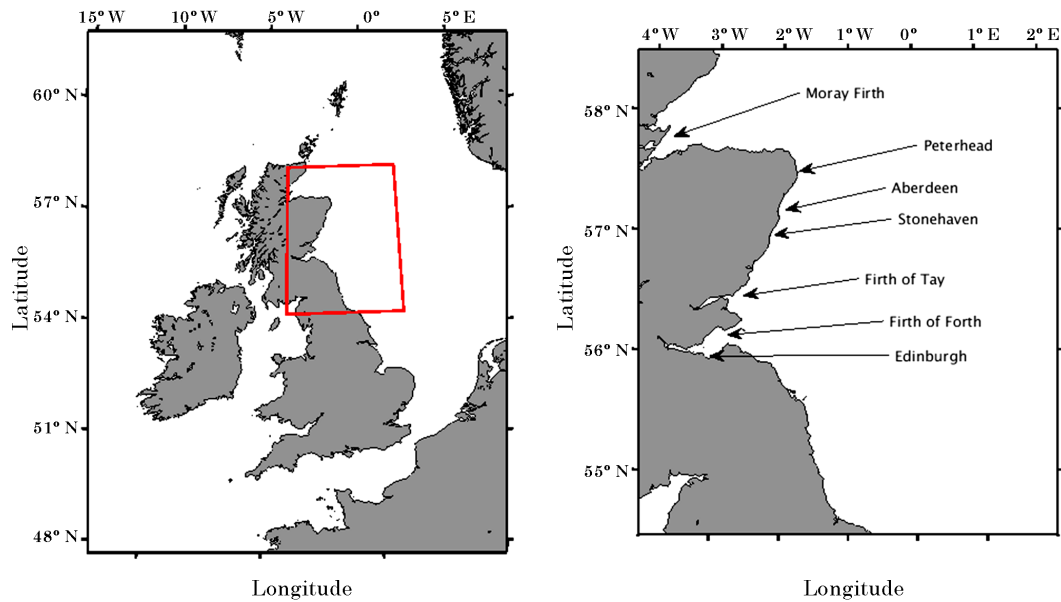 15° W 10° W 5° W 0° 5° E
60° N
57° N
54° N
51° N
48° N
Latitude
Longitude
4° W 3° W 2° W 1° W 0° 1° E 2° E
58° N
57° N
56° N
55° N
Latitude
Moray Firth
Peterhead
Aberdeen
Stonehaven
Firth of Tay
Firth of Forth
Edinburgh
Longitude